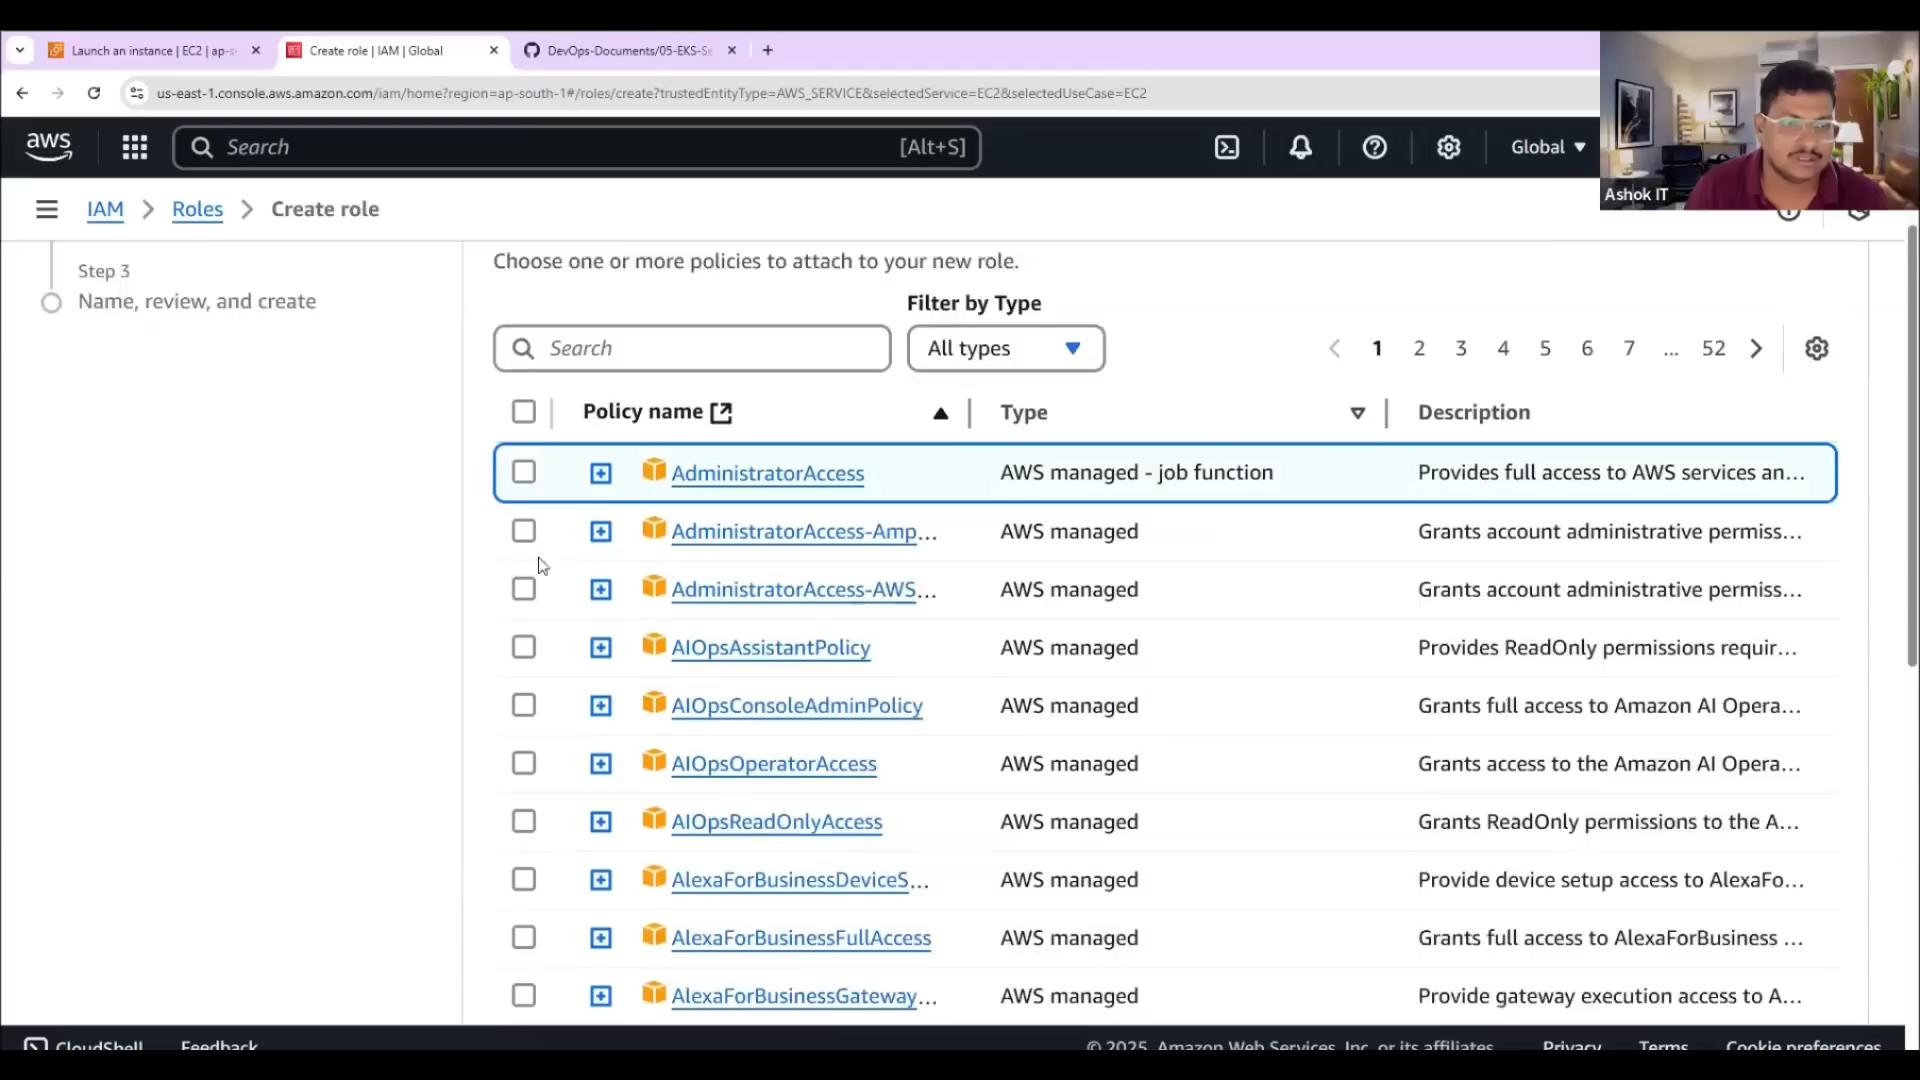 Launch an instance | EC2 | ap-s
Create role | IAM | Global
DevOps-Documents/05-EKS-Se
us-east-1.console.aws.amazon.com/iam/home?region=ap-south-1#/roles/create?trustedEntityType=AWS_SERVICE&selectedService=EC2&selectedUseCase=EC2
aws
Search
[Alt+S]
Global
Ashok IT
IAM
Roles
Create role
Step 3
Name, review, and create
Choose one or more policies to attach to your new role.
Filter by Type
Search
All types
1 2 3 4 5 6 7 ... 52
Policy name
Type
Description
AdministratorAccess
AWS managed - job function
Provides full access to AWS services an...
AdministratorAccess-Amp...
AWS managed
Grants account administrative permiss...
AdministratorAccess-AWS...
AWS managed
Grants account administrative permiss...
AIOpsAssistantPolicy
AWS managed
Provides ReadOnly permissions requir...
AIOpsConsoleAdminPolicy
AWS managed
Grants full access to Amazon AI Opera...
AIOpsOperatorAccess
AWS managed
Grants access to the Amazon AI Opera...
AIOpsReadOnlyAccess
AWS managed
Grants ReadOnly permissions to the A...
AlexaForBusinessDeviceS...
AWS managed
Provide device setup access to AlexaFo...
AlexaForBusinessFullAccess
AWS managed
Grants full access to AlexaForBusiness ...
AlexaForBusinessGateway...
AWS managed
Provide gateway execution access to A...
CloudShell
Feedback
© 2025, Amazon Web Services, Inc. or its affiliates.
Privacy
Terms
Cookie preferences